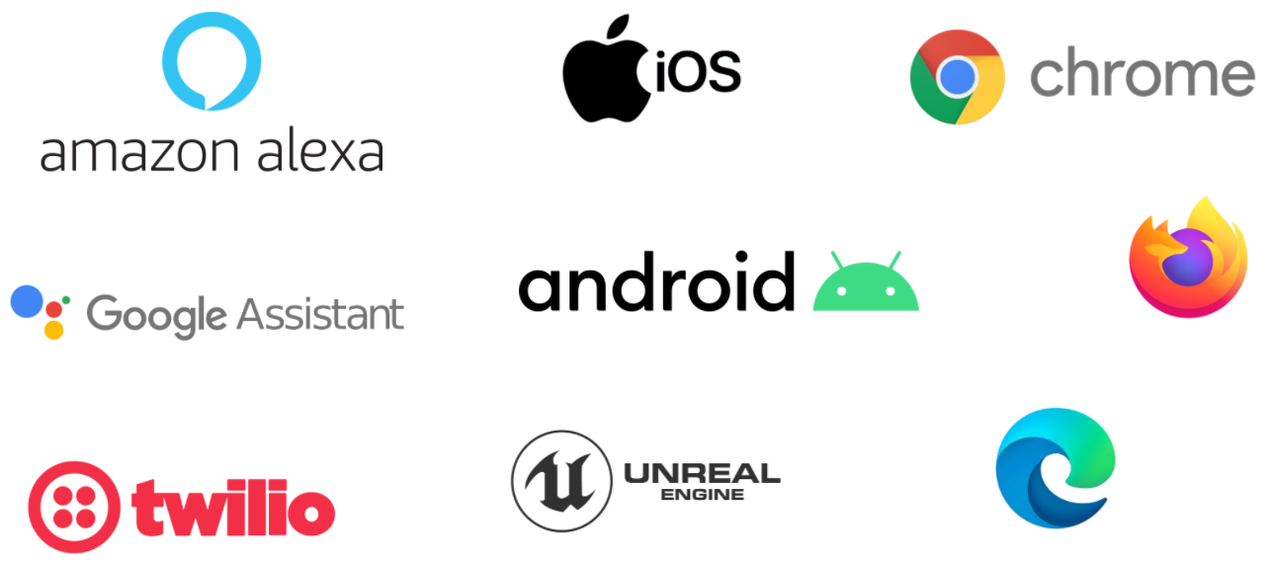 iOS
chrome
amazon alexa
android
Google Assistant
UNREAL
ENGINE
twilio